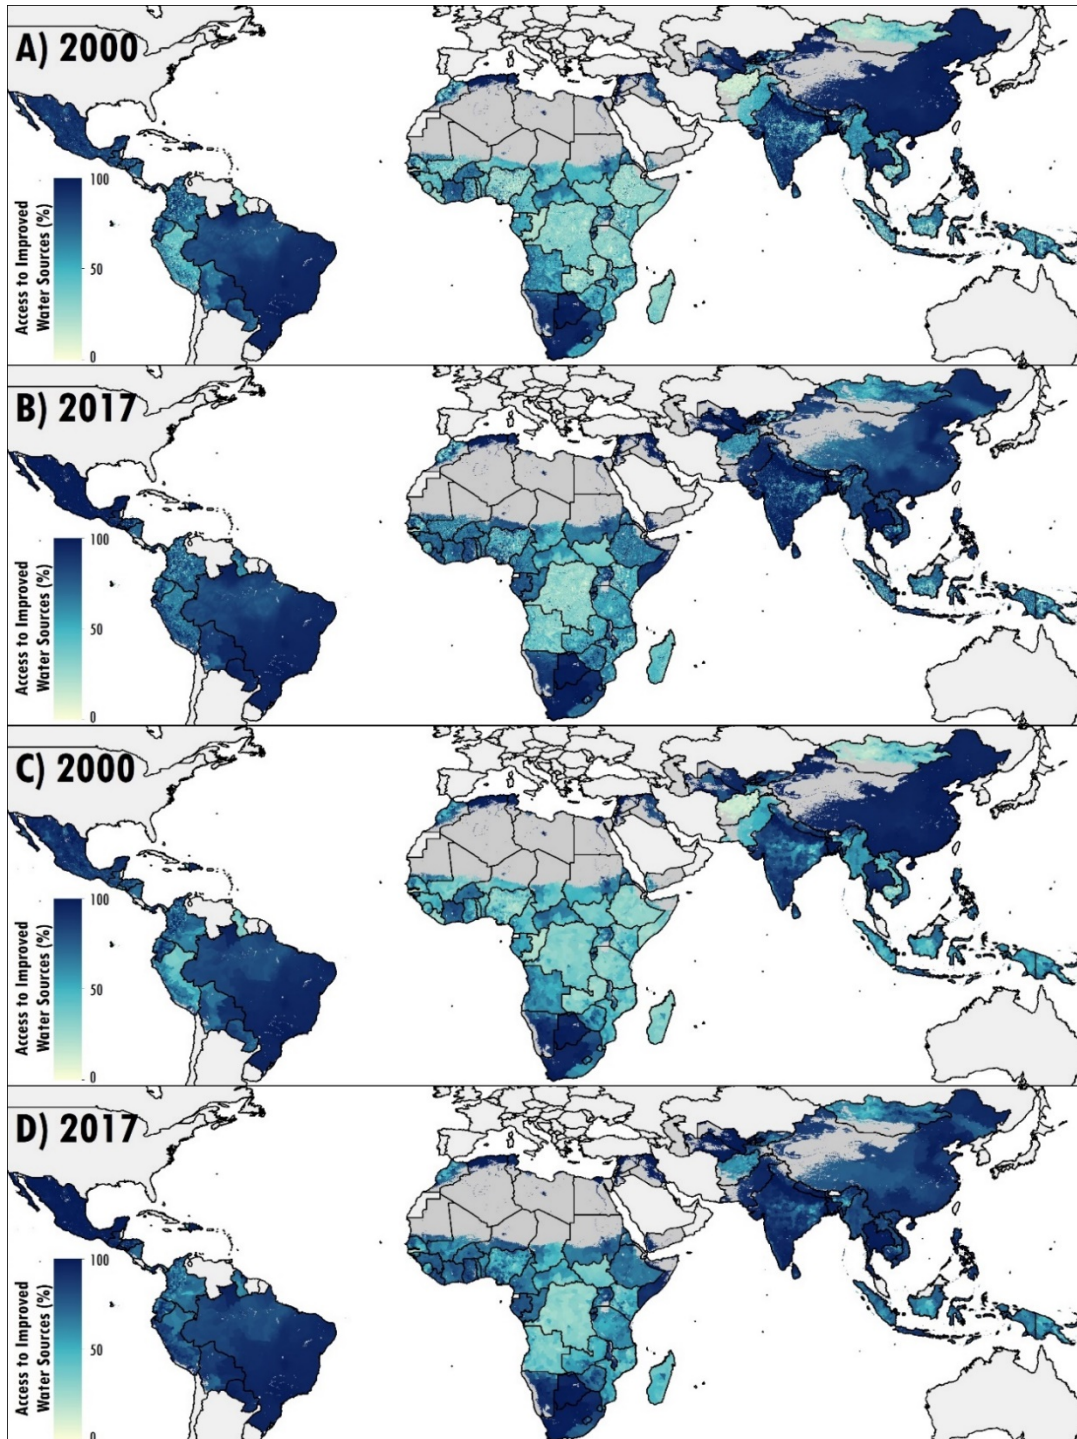 A) 2000
Access to Improved
Water Sources (%)
100
50
0
B) 2017
Access to Improved
Water Sources (%)
100
50
0
C) 2000
Access to Improved
Water Sources (%)
100
50
0
D) 2017
Access to Improved
Water Sources (%)
100
50
0